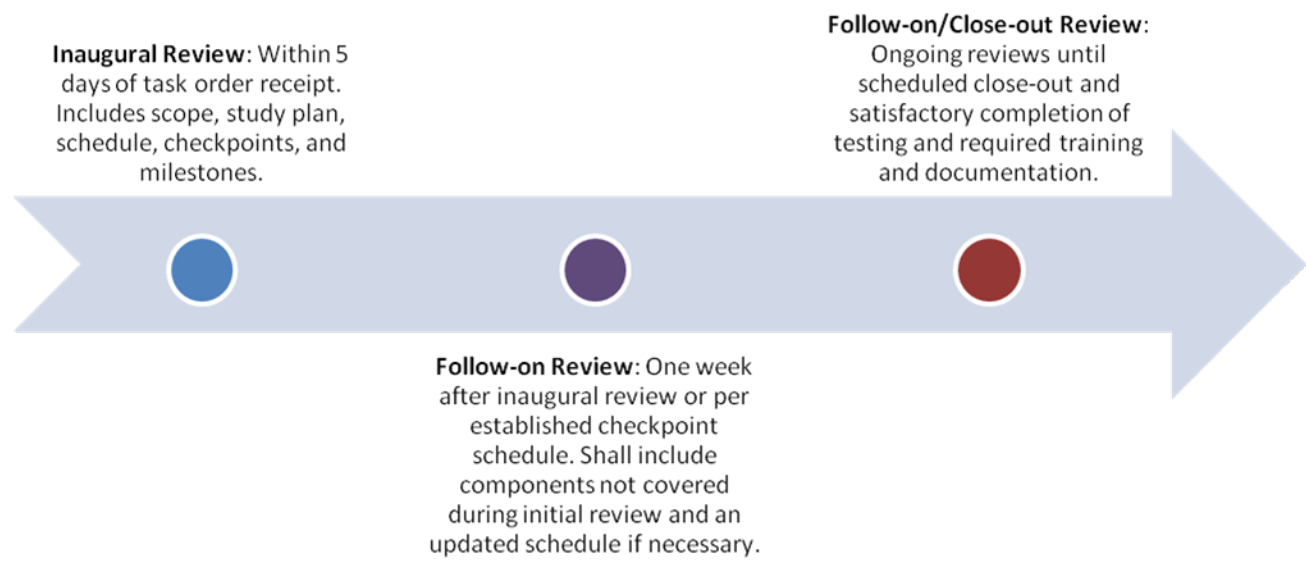 Inaugural Review: Within 5
days of task order receipt.
Includes scope, study plan,
schedule, checkpoints, and
milestones.
Follow-on Review: One week
after inaugural review or per
established checkpoint
schedule. Shall include
components not covered
during initial review and an
updated schedule if necessary.
Follow-on/Close-out Review:
Ongoing reviews until
scheduled close-out and
satisfactory completion of
testing and required training
and documentation.